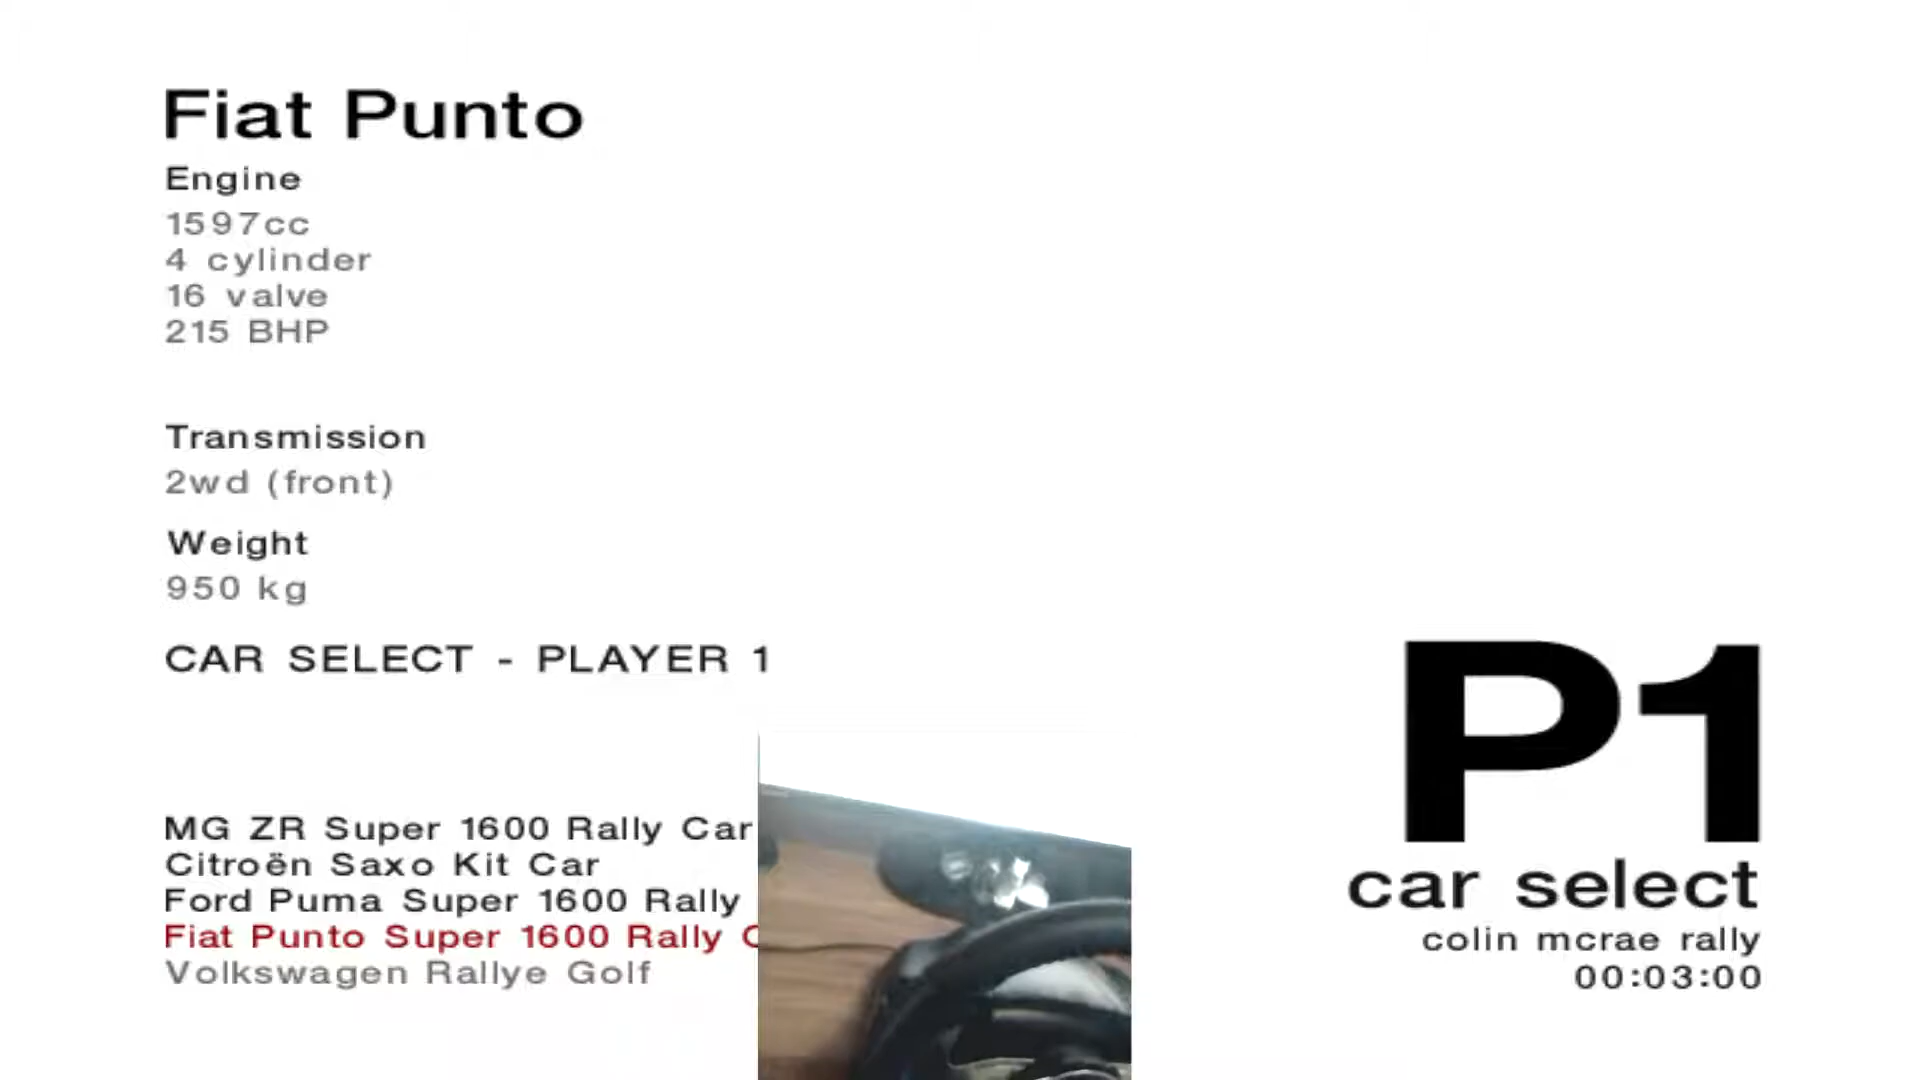 Fiat Punto
Engine
1597cc
4 cylinder
16 valve
215 BHP
Transmission
2wd (front)
Weight
950 kg
CAR SELECT - PLAYER 1
MG ZR Super 1600 Rally Car
Citroën Saxo Kit Car
Ford Puma Super 1600 Rally
Fiat Punto Super 1600 Rally
Volkswagen Rallye Golf
P1
car select
colin mcrae rally
00:03:00